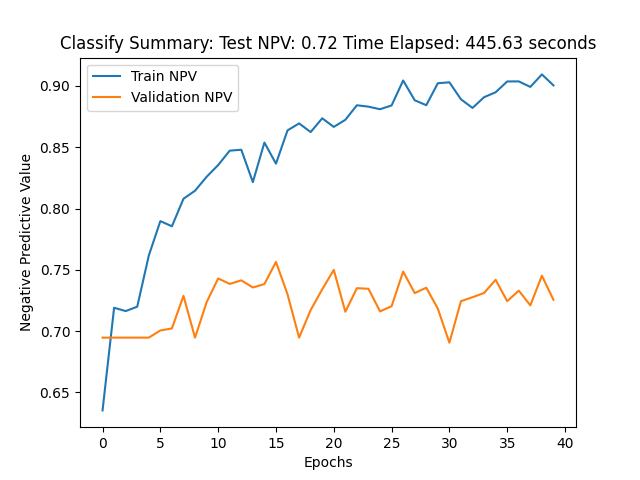 Classify Summary: Test NPV: 0.72 Time Elapsed: 445.63 seconds
Train NPV
Validation NPV
Negative Predictive Value
0.90
0.85
0.80
0.75
0.70
0.65
0 5 10 15 20 25 30 35 40
Epochs